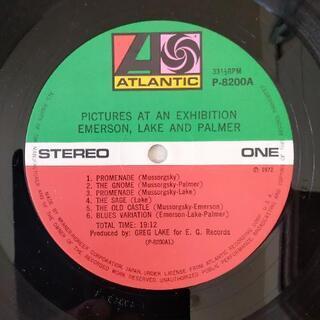 33⅓RPM
ATLANTIC
P-8200A
PICTURES AT AN EXHIBITION
EMERSON, LAKE AND PALMER
STEREO
ONE
℗ 1972
1. PROMENADE (Mussorgsky)
2. THE GNOME (Mussorgsky-Palmer)
3. PROMENADE (Mussorgsky-Lake)
4. THE SAGE (Lake)
5. THE OLD CASTLE (Mussorgsky-Emerson)
6. BLUES VARIATION (Emerson-Lake-Palmer)
TOTAL TIME: 19:12
Produced by: GREG LAKE for E. G. Records
(P-8200A1)